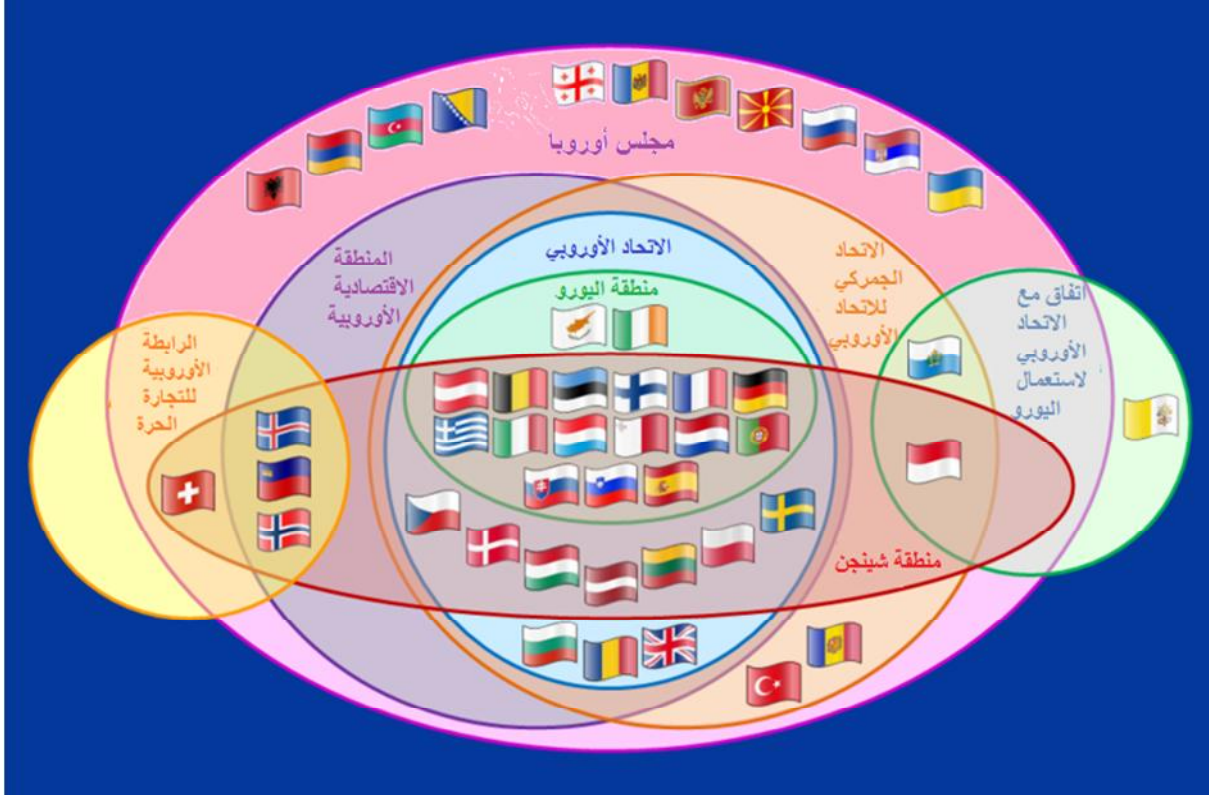 مجلس أوروبا
الاتحاد الأوروبي
منطقة اليورو
الاتحاد
الجمركي
للاتحاد
الأوروبي
اتفاق مع
الاتحاد
الأوروبي
لاستعمال
اليورو
المنطقة
الاقتصادية
الأوروبية
الرابطة
الأوروبية
للتجارة
الحرة
منطقة شينجن